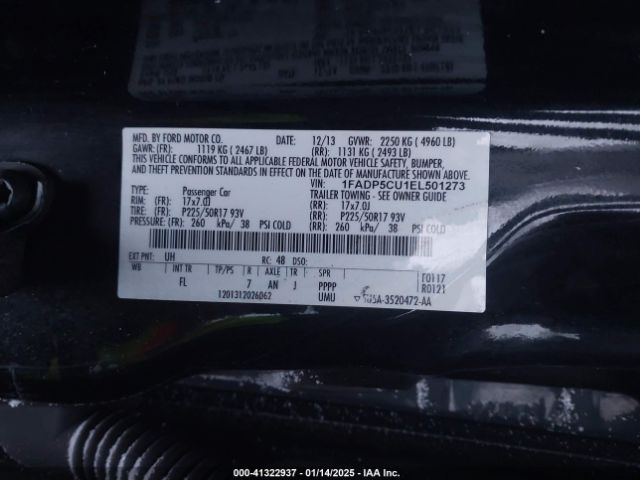 MFD. BY FORD MOTOR CO. DATE: 12/13 GVWR: 2250 KG ( 4960 LB)
GAWR: (FR): 1119 KG ( 2467 LB) (RR): 1131 KG ( 2493 LB)
THIS VEHICLE CONFORMS TO ALL APPLICABLE FEDERAL MOTOR VEHICLE SAFETY, BUMPER,
AND THEFT PREVENTION STANDARDS IN EFFECT ON THE DATE OF MANUFACTURE SHOWN ABOVE.
VIN: 1FADP5CU1EL501273
TYPE: Passenger Car TRAILER TOWING - SEE OWNER GUIDE
RIM: (FR): 17x7.0J (RR): 17x7.0J
TIRE: (FR): P225/50R17 93V (RR): P225/50R17 93V
PRESSURE: (FR): 260 kPa/ 38 PSI COLD (RR): 260 kPa/ 38 PSI COLD
EXT PNT: UH RC: 48 DSO:
WB INT TR TP/PS R AXLE TR SPR F0117
FL 7 AN J PPPP R0121
1201312026062 UMU 3520472-AA
000-41322937 - 01/14/2025 - IAA Inc.